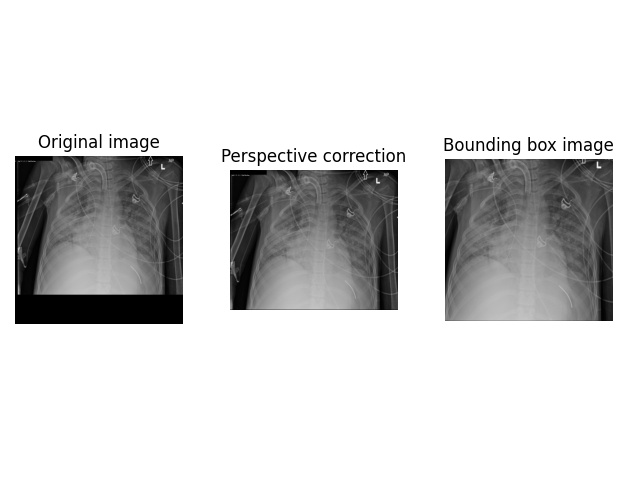 Original image
Perspective correction
Bounding box image
L
L
L